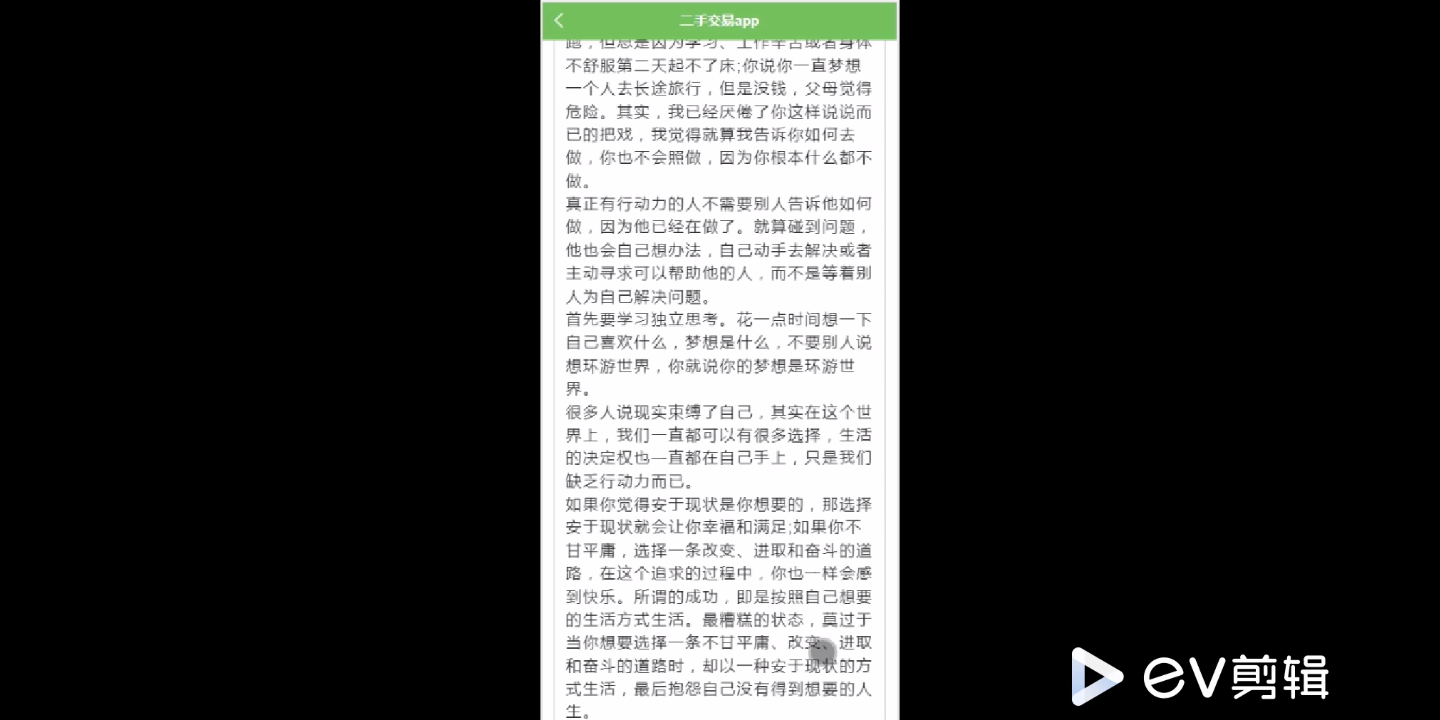 二手交易app
跑，但总是因为学习、工作辛苦或者身体
不舒服第二天起不了床;你说你一直梦想
一个人去长途旅行，但是没钱，父母觉得
危险。其实，我已经厌倦了你这样说说而
已的把戏，我觉得就算我告诉你如何去
做，你也不会照做，因为你根本什么都不
做。
真正有行动力的人不需要别人告诉他如何
做，因为他已经在做了。就算碰到问题，
他也会自己想办法，自己动手去解决或者
主动寻求可以帮助他的人，而不是等着别
人为自己解决问题。
首先要学习独立思考。花一点时间想一下
自己喜欢什么，梦想是什么，不要别人说
想环游世界，你就说你的梦想是环游世
界。
很多人说现实束缚了自己，其实在这个世
界上，我们一直都可以有很多选择，生活
的决定权也一直都在自己手上，只是我们
缺乏行动力而已。
如果你觉得安于现状是你想要的，那选择
安于现状就会让你幸福和满足;如果你不
甘平庸，选择一条改变、进取和奋斗的道
路，在这个追求的过程中，你也一样会感
到快乐。所谓的成功，即是按照自己想要
的生活方式生活。最糟糕的状态，莫过于
当你想要选择一条不甘平庸、改变、进取
和奋斗的道路时，却以一种安于现状的方
式生活，最后抱怨自己没有得到想要的人
生。
EV剪辑